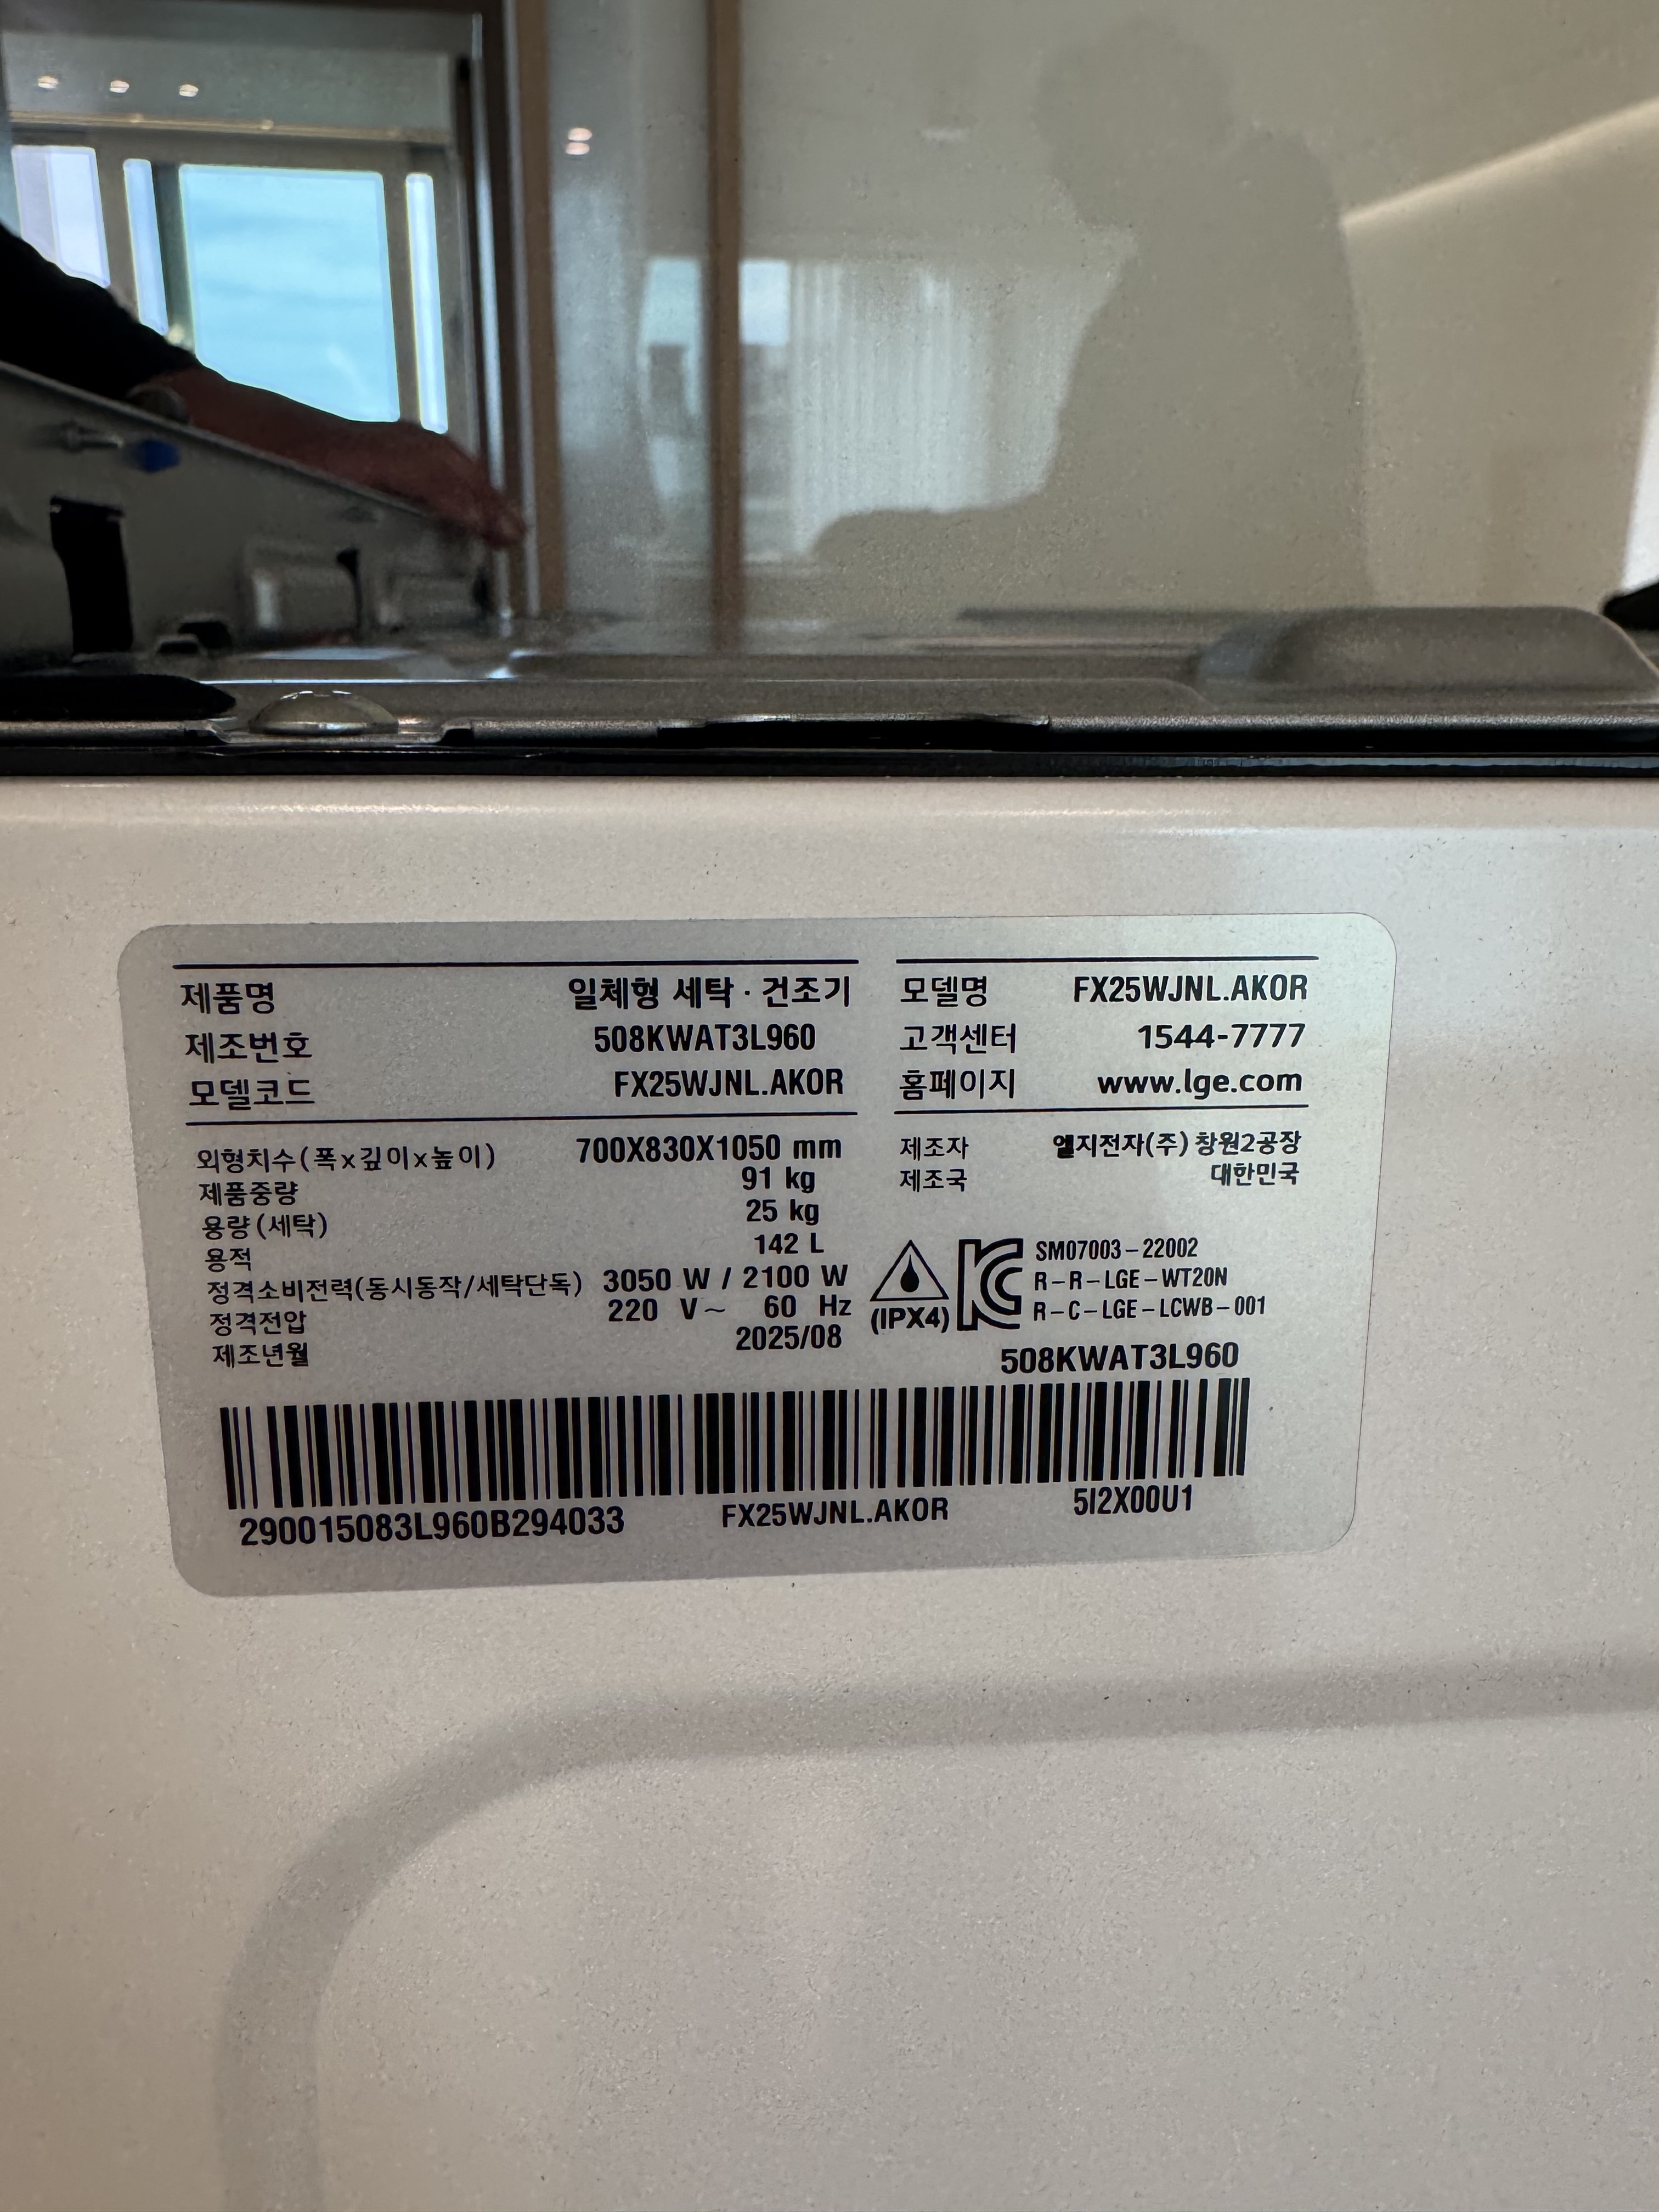 제품명 일체형 세탁 · 건조기
제조번호 508KWAT3L960
모델코드 FX25WJNL.AKOR
외형치수(폭x깊이x높이) 700X830X1050 mm
제품중량 91 kg
용량(세탁) 25 kg
용적 142 L
정격소비전력(동시동작/세탁단독) 3050 W / 2100 W
정격전압 220 V~ 60 Hz
제조년월 2025/08
모델명 FX25WJNL.AKOR
고객센터 1544-7777
홈페이지 www.lge.com
제조자 엘지전자(주) 창원2공장
제조국 대한민국
(IPX4)
KC
SM07003-22002
R-R-LGE-WT20N
R-C-LGE-LCWB-001
508KWAT3L960
290015083L960B294033 FX25WJNL.AKOR 5I2X00U1